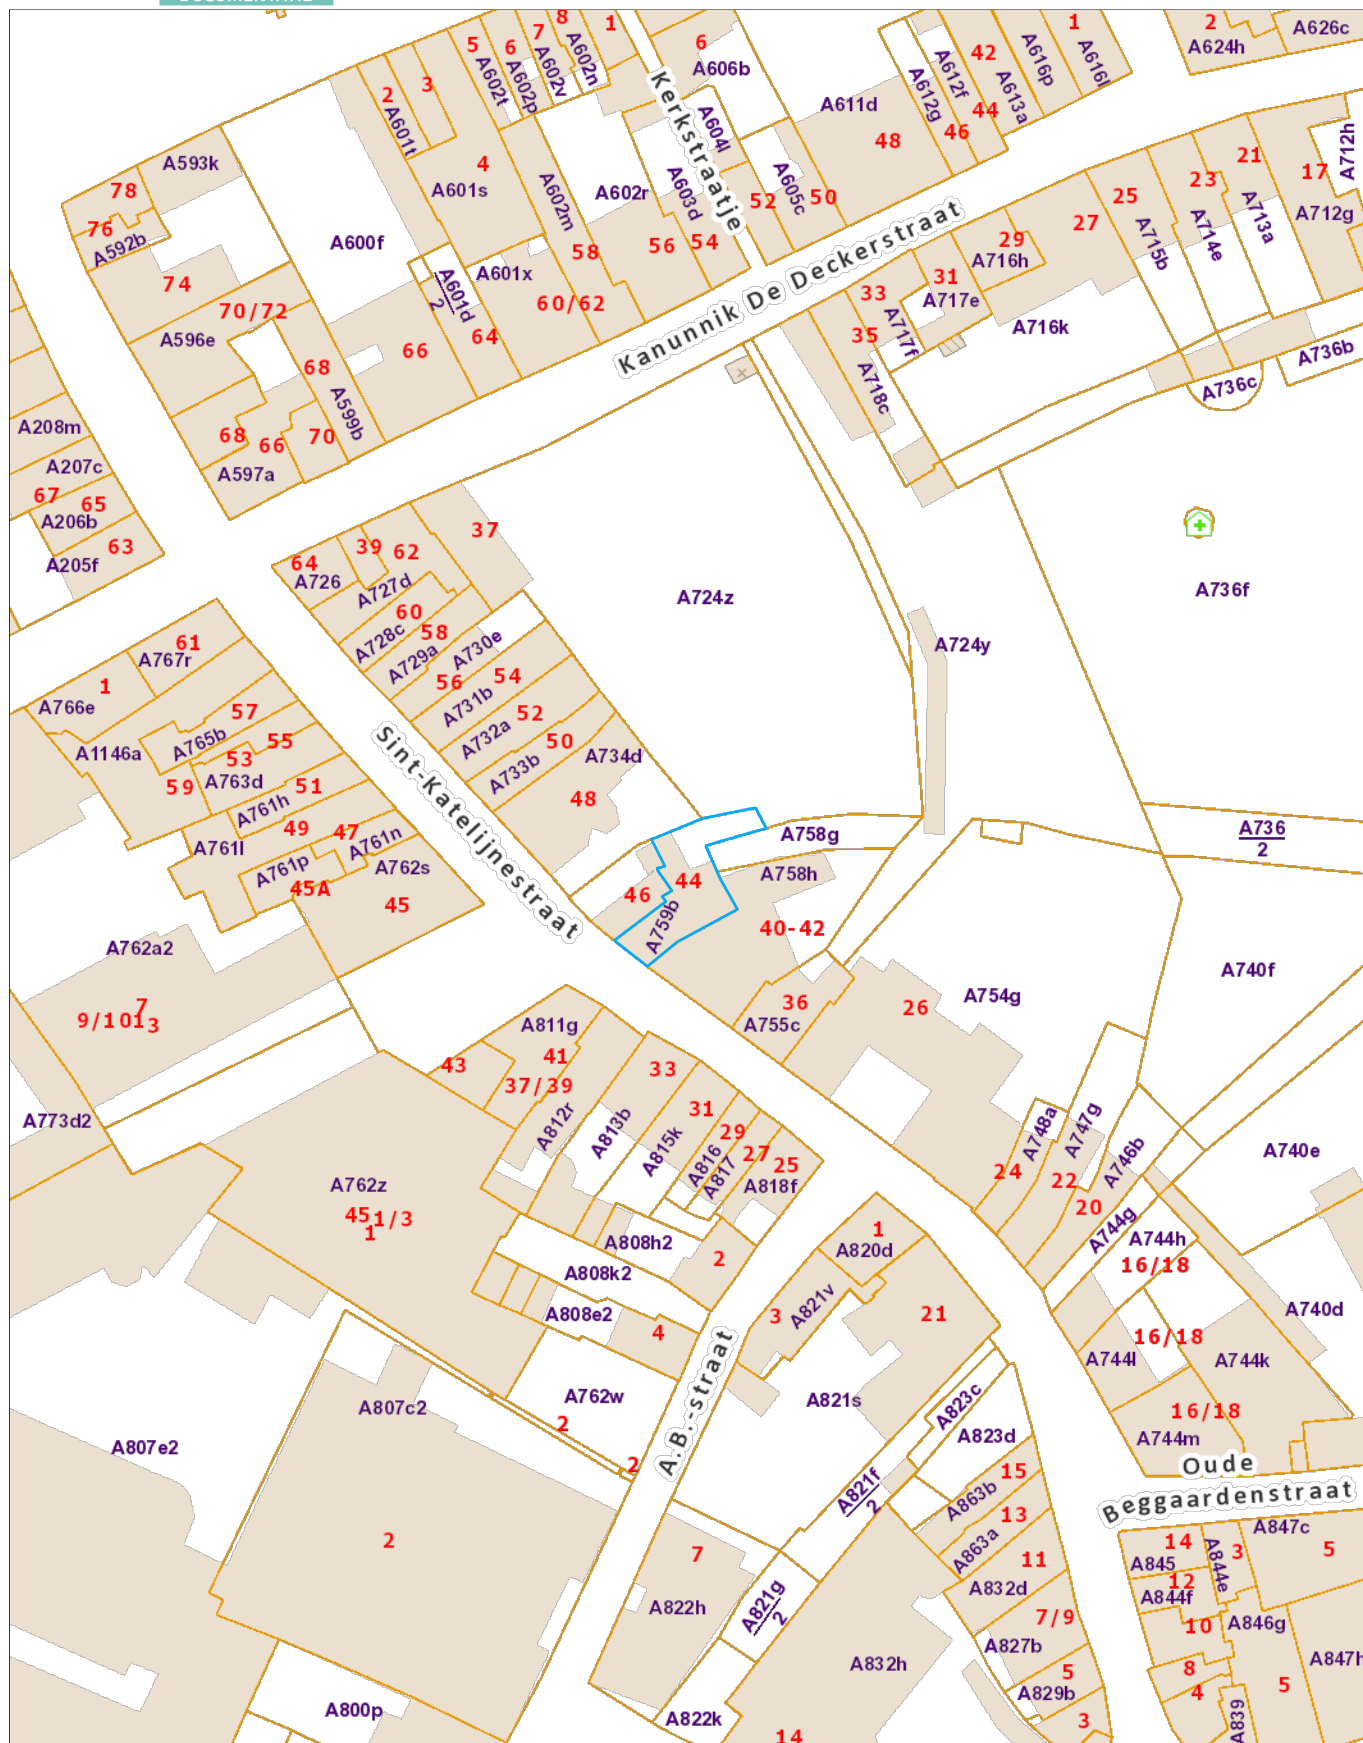 8
1
5
6
7
A602t
A602p
A602v
A602n
6
A606b
42
1
A616p
A616l
2
A624h
A626c
2
3
A601t
A611d
A612g
A612f
A613a
44
46
48
A593k
78
76
A592b
4
A601s
A602m
A602r
A603d
A604l
Kerkstraatje
52
A605c
50
21
17
A712h
A712g
23
25
27
A715b
A714e
A713a
A600f
A601d
2
A601x
58
56
54
60/62
64
Kanunnik De Deckerstraat
29
A716h
31
A717e
33
35
A717f
A718c
A716k
A736b
A736c
74
70/72
A596e
68
66
A599b
70
68
66
A597a
A208m
A207c
67
65
A206b
63
A205f
37
39
62
64
A726
A727d
60
A728c
58
A729a
A730e
56
54
A731b
52
A732a
50
A733b
A734d
48
A724z
A724y
A736f
61
A767r
1
A766e
A1146a
57
A765b
55
53
A763d
59
51
A761h
49
47
A761n
A761l
A761p
45A
A762s
45
Sint-Katelijnestraat
A758g
A758h
A736
2
46
44
A759b
40-42
36
A755c
26
A754g
A740f
A762a2
7
9/101
3
A811g
41
43
37/39
A812r
33
A813b
31
A815k
29
A816
27
A817
25
A818f
A773d2
A748a
A747g
24
22
A746b
20
A744g
A744h
16/18
A740e
A762z
45
1/3
1
A808h2
2
A808k2
A808e2
4
1
A820d
A821v
3
21
A740d
16/18
A744l
A744k
16/18
A744m
A762w
2
2
A.B.-straat
A821s
A823c
A823d
A807c2
A807e2
2
A821f
2
15
A863b
13
A863a
11
A832d
7/9
A827b
5
A829b
3
Oude
Beggaardenstraat
14
A845
12
A844f
A844e
3
A847c
5
10
A846g
8
4
A839
5
A847h
7
A822h
A821g
2
A832h
A800p
A822k
14